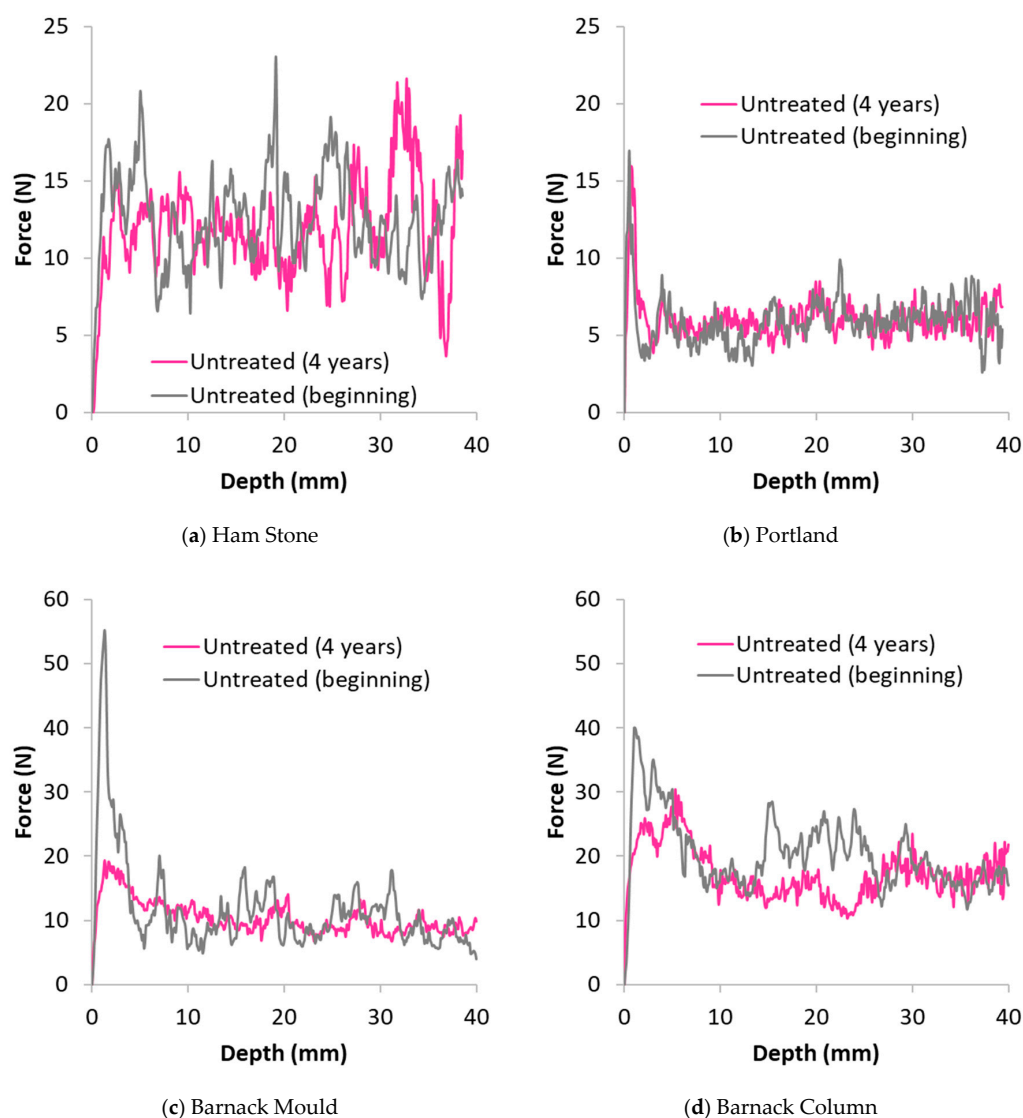 25
20
15
10
5
0
Force (N)
Untreated (4 years)
Untreated (beginning)
0 10 20 30 40
Depth (mm)
(a) Ham Stone
25
20
15
10
5
0
Force (N)
Untreated (4 years)
Untreated (beginning)
0 10 20 30 40
Depth (mm)
(b) Portland
60
50
40
30
20
10
0
Force (N)
Untreated (4 years)
Untreated (beginning)
0 10 20 30 40
Depth (mm)
(c) Barnack Mould
60
50
40
30
20
10
0
Force (N)
Untreated (4 years)
Untreated (beginning)
0 10 20 30 40
Depth (mm)
(d) Barnack Column